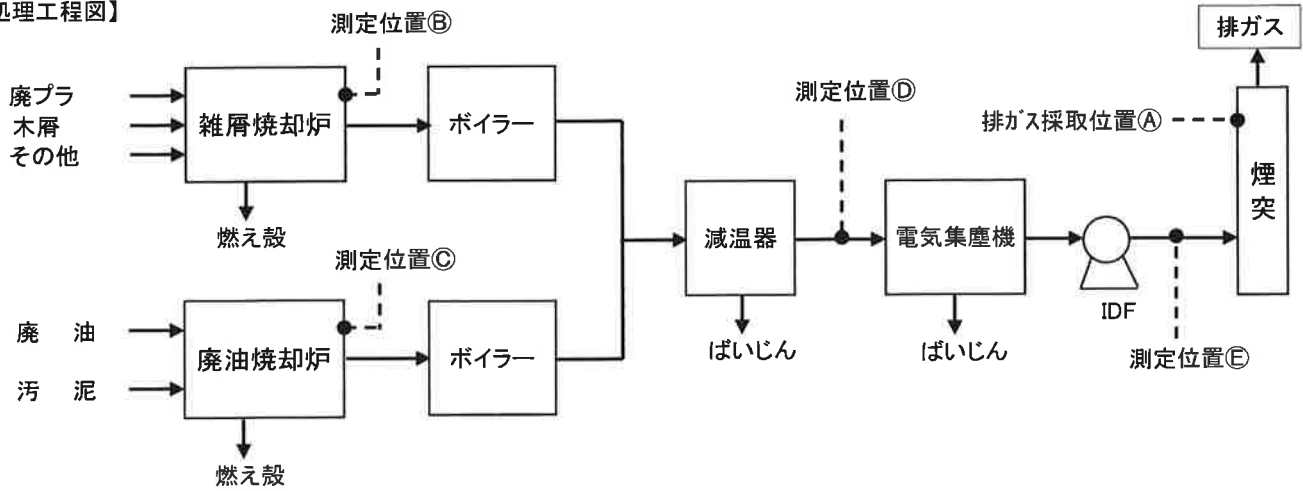 処理工程図】
測定位置Ⓑ
排ガス
測定位置Ⓓ
廃プラ
木屑
その他
雑屑焼却炉
ボイラー
排ガス採取位置Ⓐ
煙突
燃え殻
減温器
電気集塵機
測定位置Ⓒ
IDF
廃 油
汚 泥
廃油焼却炉
ボイラー
ばいじん
ばいじん
測定位置Ⓔ
燃え殻